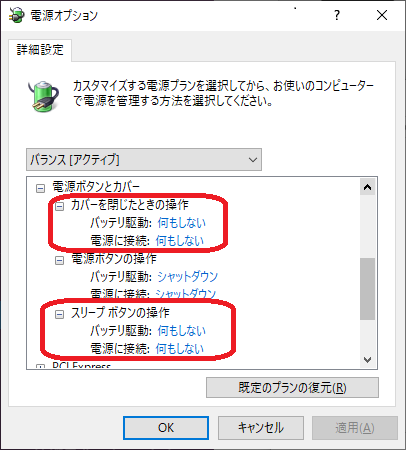 電源オプション
詳細設定
カスタマイズする電源プランを選択してから、お使いのコンピューター
で電源を管理する方法を選択してください。
バランス [アクティブ]
電源ボタンとカバー
カバーを閉じたときの操作
バッテリ駆動: 何もしない
電源に接続: 何もしない
電源ボタンの操作
バッテリ駆動: シャットダウン
電源に接続: シャットダウン
スリープ ボタンの操作
バッテリ駆動: 何もしない
電源に接続: 何もしない
PCI Express
既定のプランの復元(R)
OK
キャンセル
適用(A)